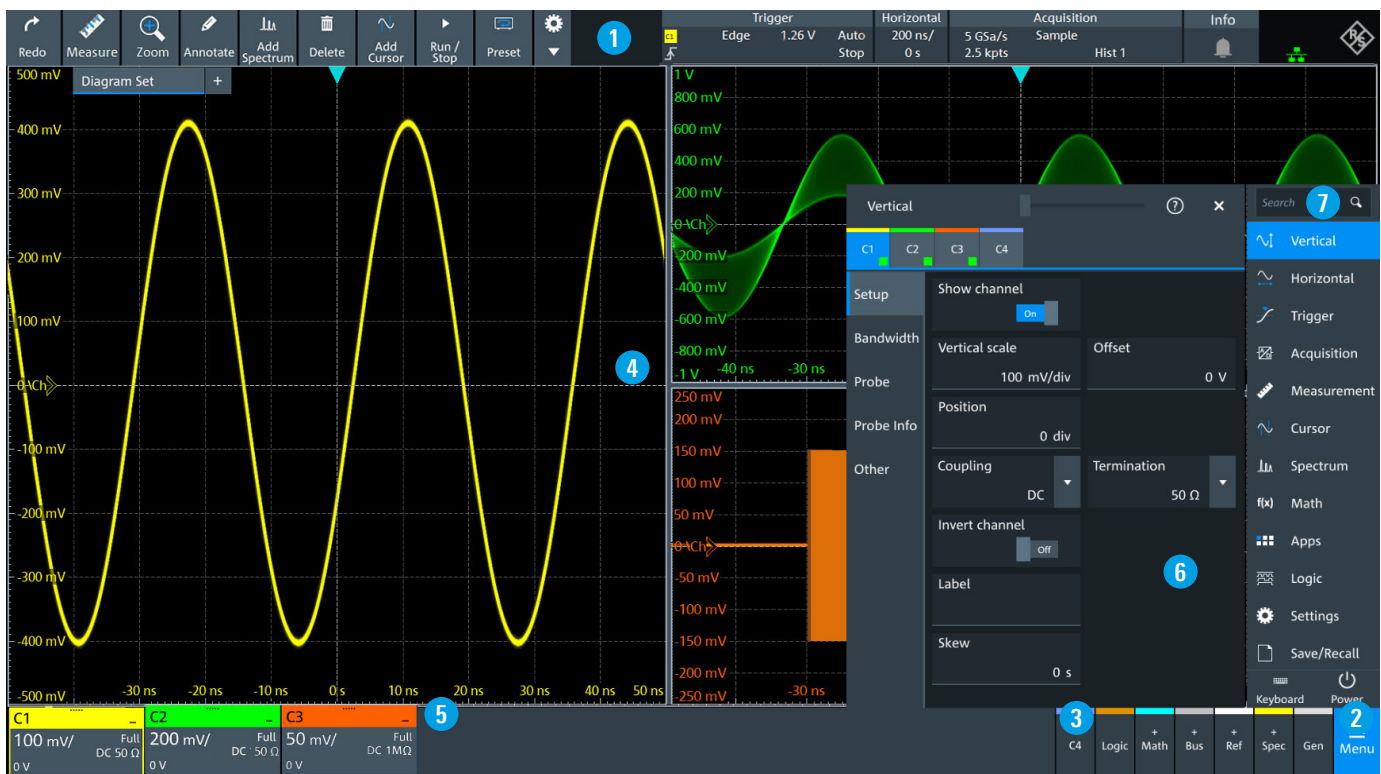 Redo
Measure
Zoom
Annotate
Add Spectrum
Delete
Add Cursor
Run / Stop
Preset
1
C1
Trigger
Edge 1.26 V Auto
Stop
Horizontal
200 ns/
0 s
Acquisition
5 GSa/s Sample
2.5 kpts Hist 1
Info
R&S
Diagram Set +
500 mV
400 mV
300 mV
200 mV
100 mV
0 \Ch
-100 mV
-200 mV
-300 mV
-400 mV
-500 mV
-30 ns -20 ns -10 ns 0 s 10 ns 20 ns 30 ns 40 ns 50 ns
4
1 V
800 mV
600 mV
400 mV
200 mV
0 \Ch
-200 mV
-400 mV
-600 mV
-800 mV
-1 V
-40 ns -30 ns
250 mV
200 mV
150 mV
100 mV
50 mV
0 \Ch
-50 mV
-100 mV
-150 mV
-200 mV
-250 mV
-30 ns
Vertical ? ×
C1 C2 C3 C4
Setup
Bandwidth
Probe
Probe Info
Other
Show channel
On
Vertical scale
100 mV/div
Offset
0 V
Position
0 div
Coupling
DC
Termination
50 Ω
Invert channel
Off
Label
Skew
0 s
6
Search 7
Vertical
Horizontal
Trigger
Acquisition
Measurement
Cursor
Spectrum
f(x) Math
Apps
Logic
Settings
Save/Recall
Keyboard Power
C1
100 mV/ Full
DC 50 Ω
0 V
C2
200 mV/ Full
DC 50 Ω
0 V
C3
50 mV/ Full
DC 1MΩ
0 V
5
3
C4
Logic
+ Math
+ Bus
+ Ref
+ Spec
Gen
2
Menu